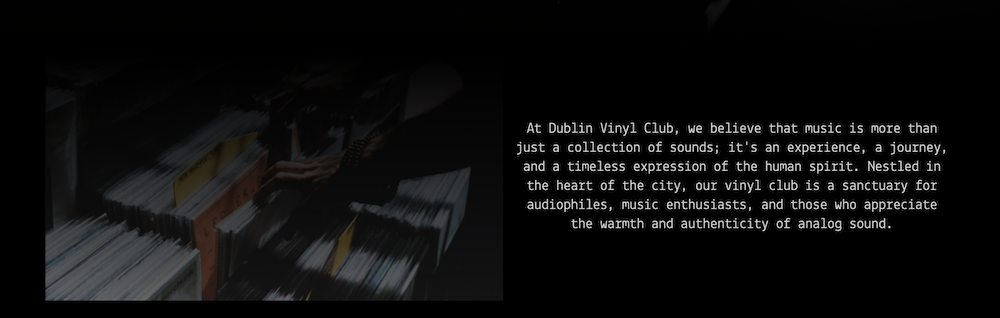 At Dublin Vinyl Club, we believe that music is more than
just a collection of sounds; it's an experience, a journey,
and a timeless expression of the human spirit. Nestled in
the heart of the city, our vinyl club is a sanctuary for
audiophiles, music enthusiasts, and those who appreciate
the warmth and authenticity of analog sound.